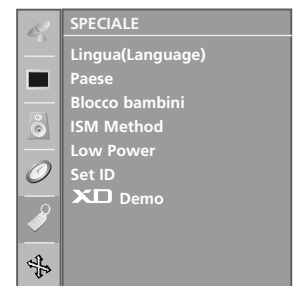 SPECIALE
Lingua(Language)
Paese
Blocco bambini
ISM Method
Low Power
Set ID
XD Demo